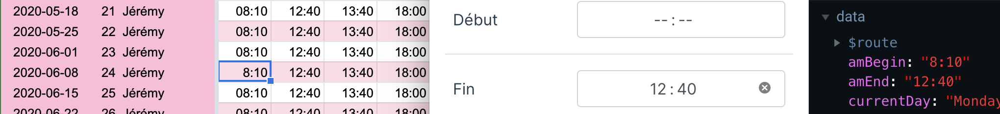 2020-05-18 21 Jérémy 08:10 12:40 13:40 18:00
2020-05-25 22 Jérémy 08:10 12:40 13:40 18:00
2020-06-01 23 Jérémy 08:10 12:40 13:40 18:00
2020-06-08 24 Jérémy 8:10 12:40 13:40 18:00
2020-06-15 25 Jérémy 08:10 12:40 13:40 18:00
2020-06-22 26 Jérémy 08:10 12:40 13:40 18:00
Début --:--
Fin 12:40
data
$route
amBegin: "8:10"
amEnd: "12:40"
currentDay: "Monday